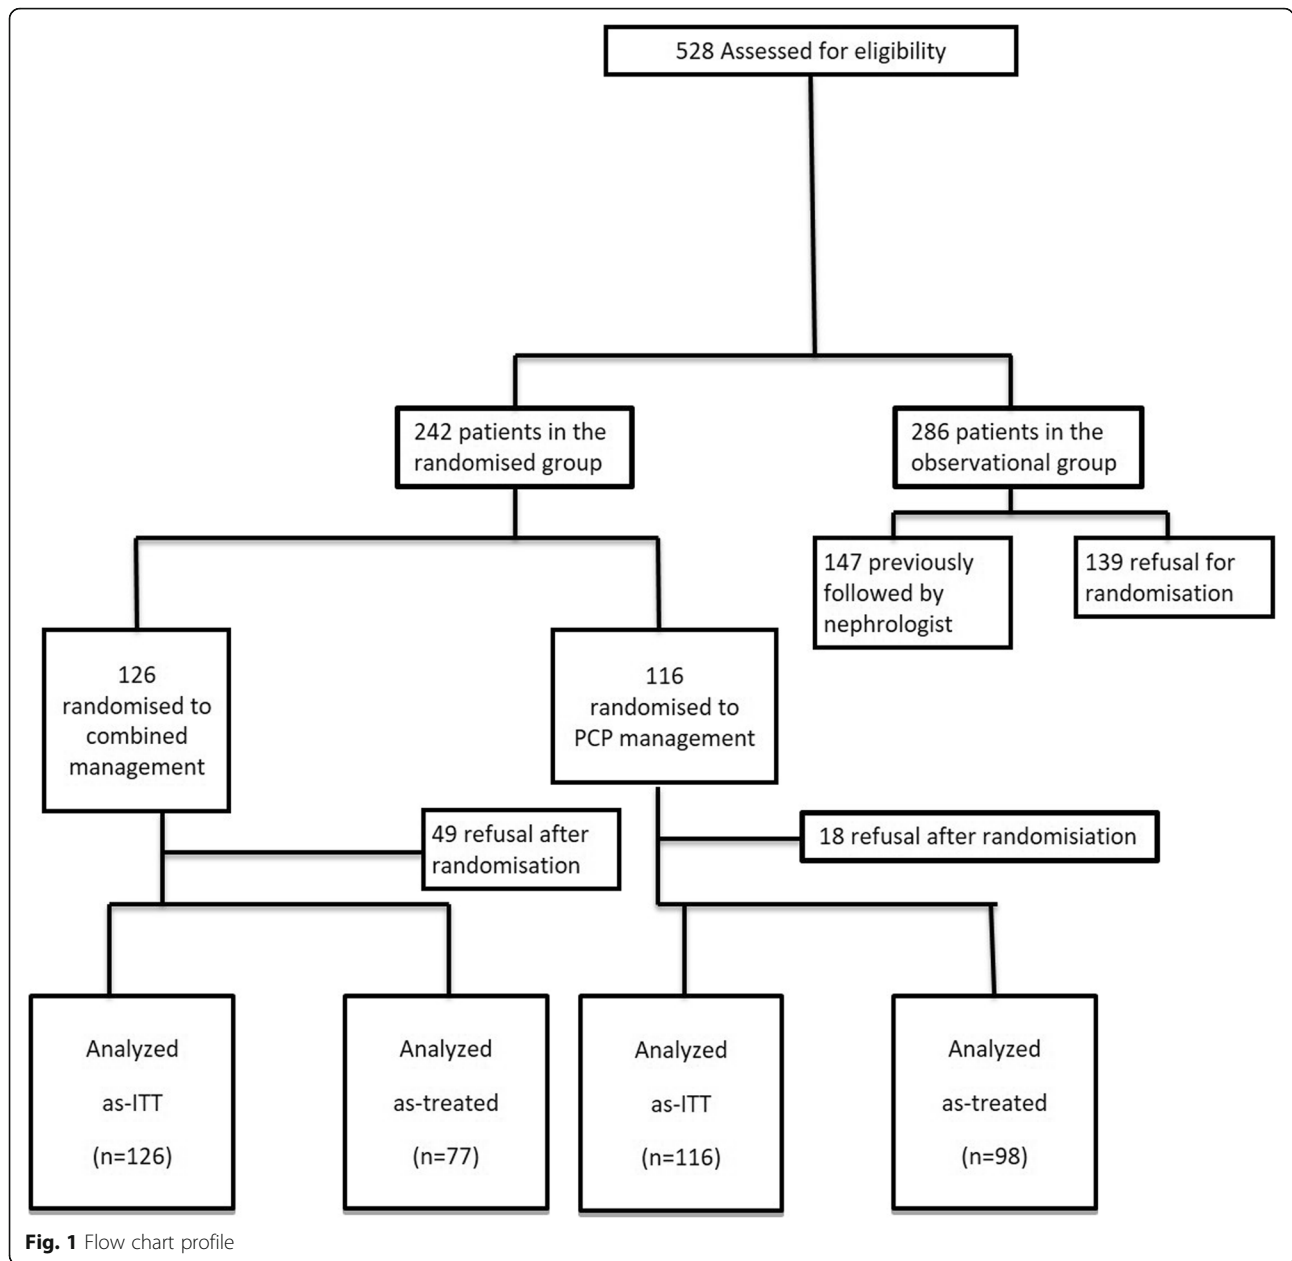 528 Assessed for eligibility
242 patients in the
randomised group
286 patients in the
observational group
147 previously
followed by
nephrologist
139 refusal for
randomisation
126
randomised to
combined
management
116
randomised to
PCP management
49 refusal after
randomisation
18 refusal after randomisiation
Analyzed
as-ITT
(n=126)
Analyzed
as-treated
(n=77)
Analyzed
as-ITT
(n=116)
Analyzed
as-treated
(n=98)
Fig. 1 Flow chart profile